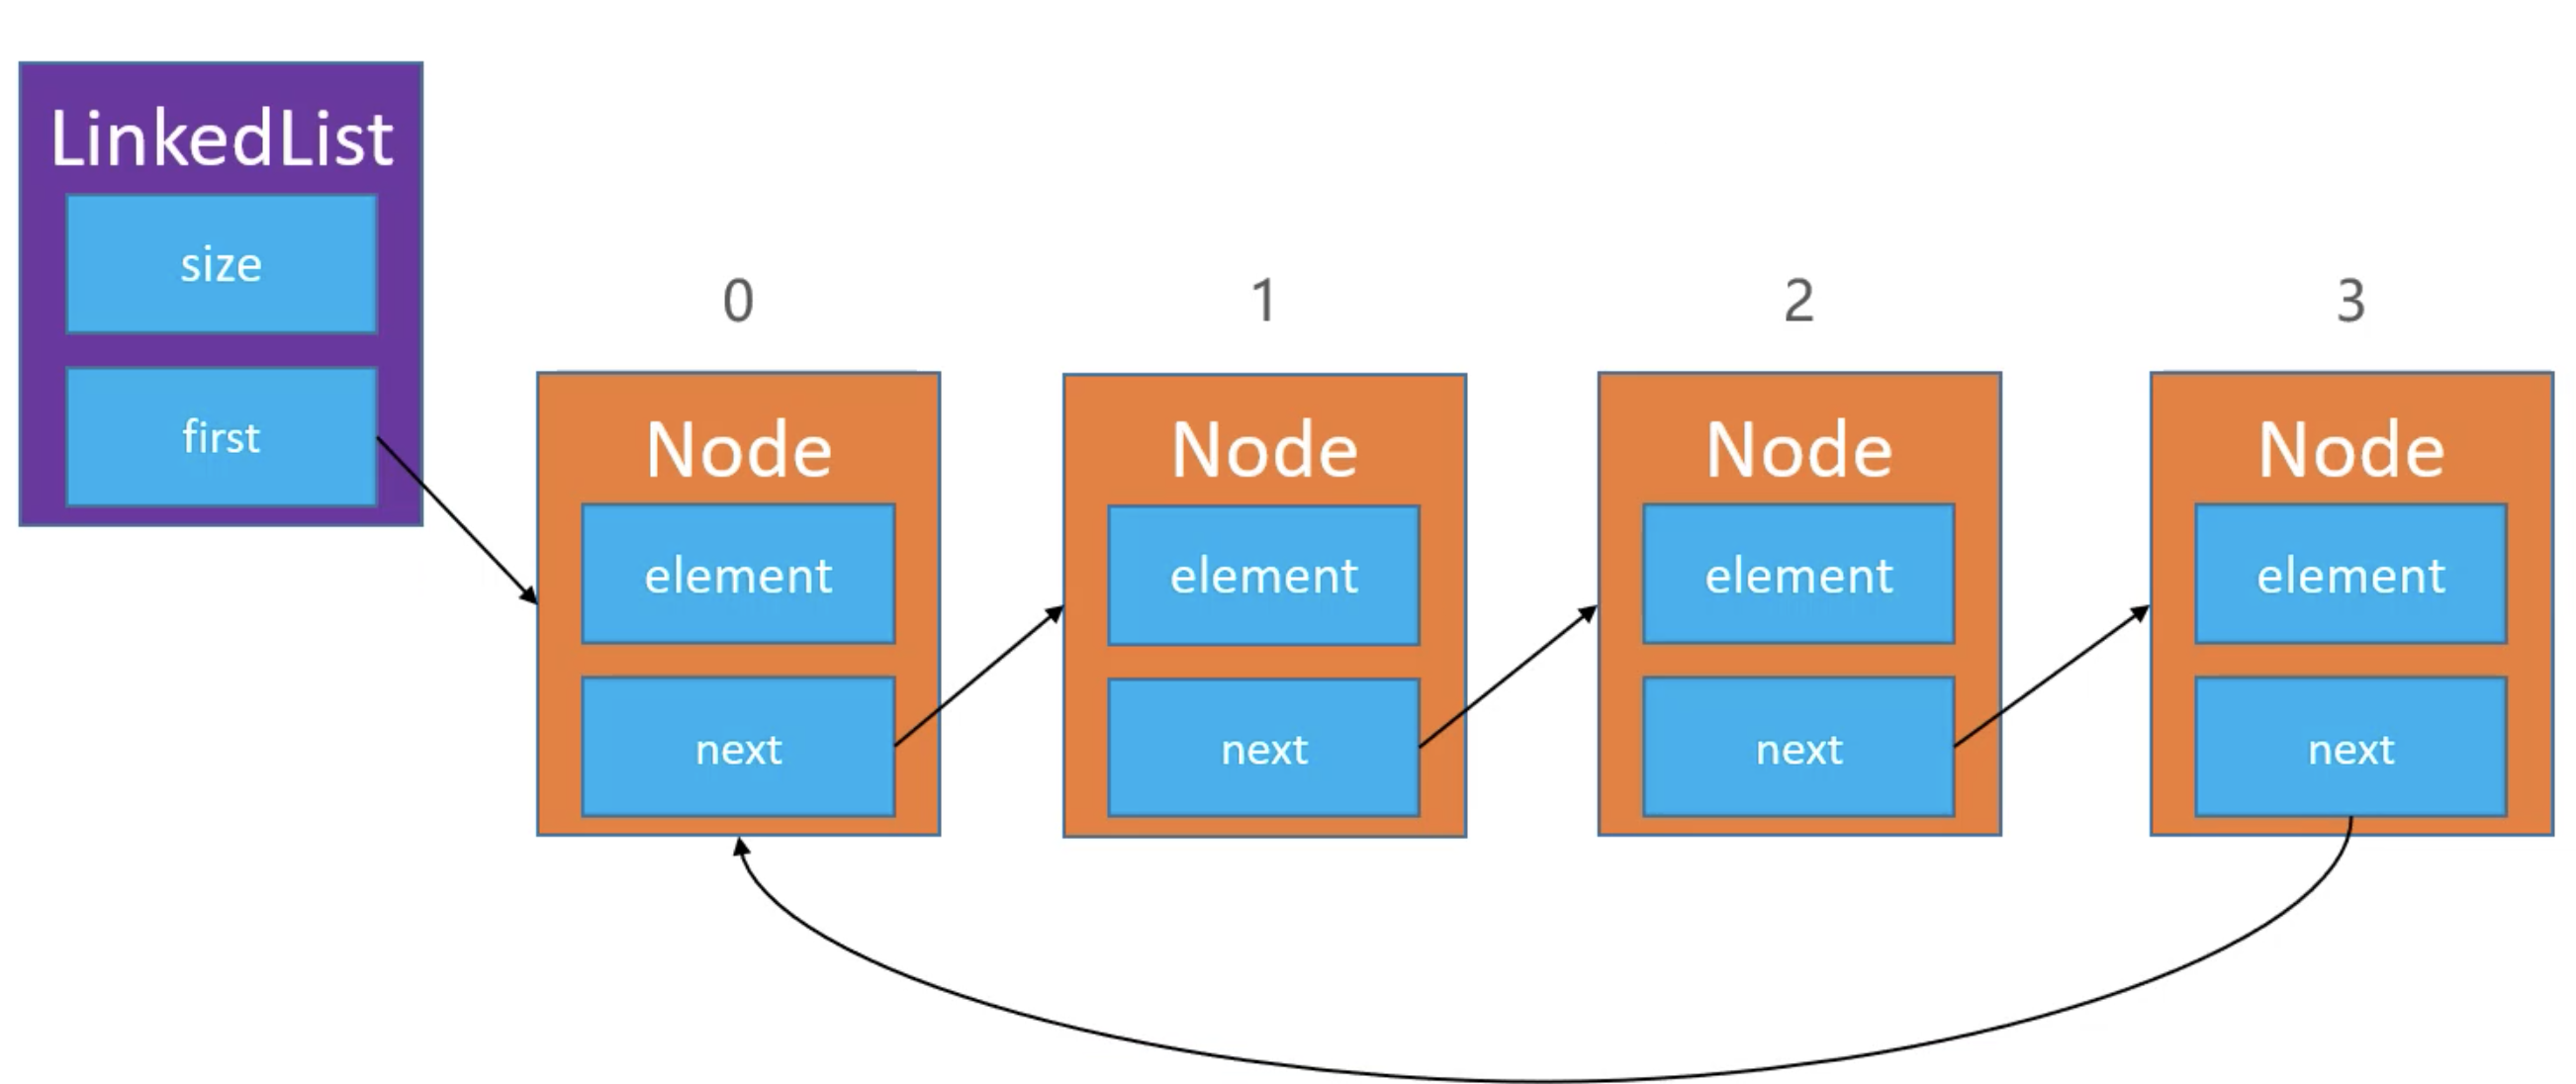 LinkedList
size
first
0
1
2
3
Node
element
next
Node
element
next
Node
element
next
Node
element
next